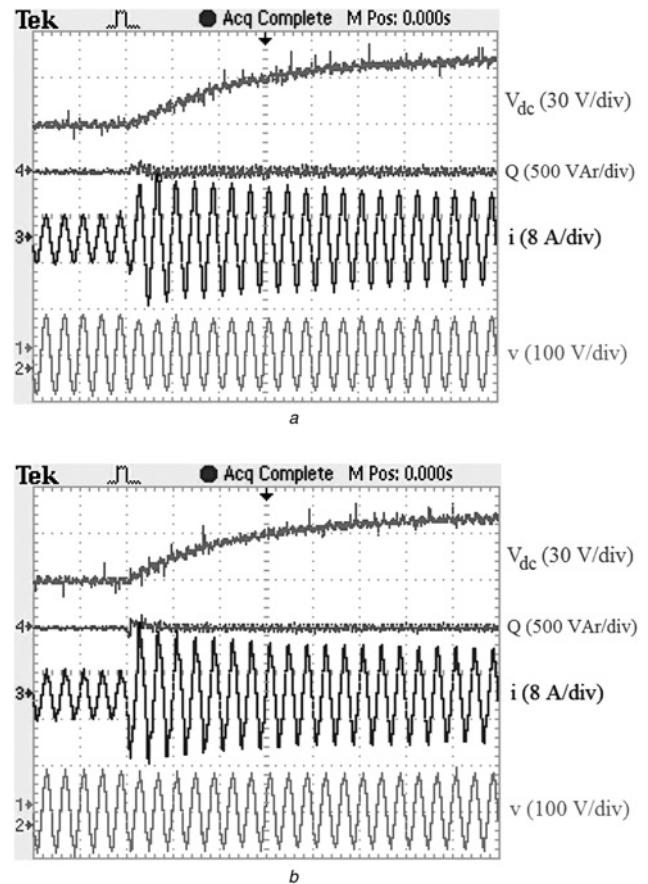 Tek Acq Complete M Pos: 0.000s
Vdc (30 V/div)
4 Q (500 VAr/div)
3 i (8 A/div)
1 v (100 V/div)
2
a
Tek Acq Complete M Pos: 0.000s
Vdc (30 V/div)
4 Q (500 VAr/div)
3 i (8 A/div)
1 v (100 V/div)
2
b